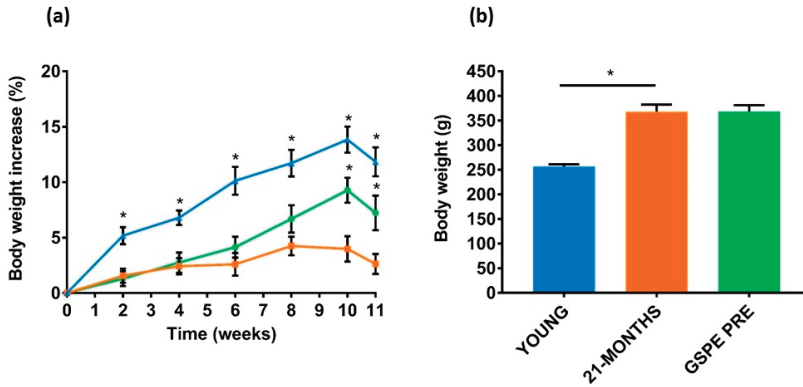 (a)
Body weight increase (%)
20
15
10
5
0
* * * * * *
* *
0 1 2 3 4 5 6 7 8 9 10 11
Time (weeks)
(b)
Body weight (g)
450
400
350
300
250
200
150
100
50
0
*
YOUNG
21-MONTHS
GSPE PRE